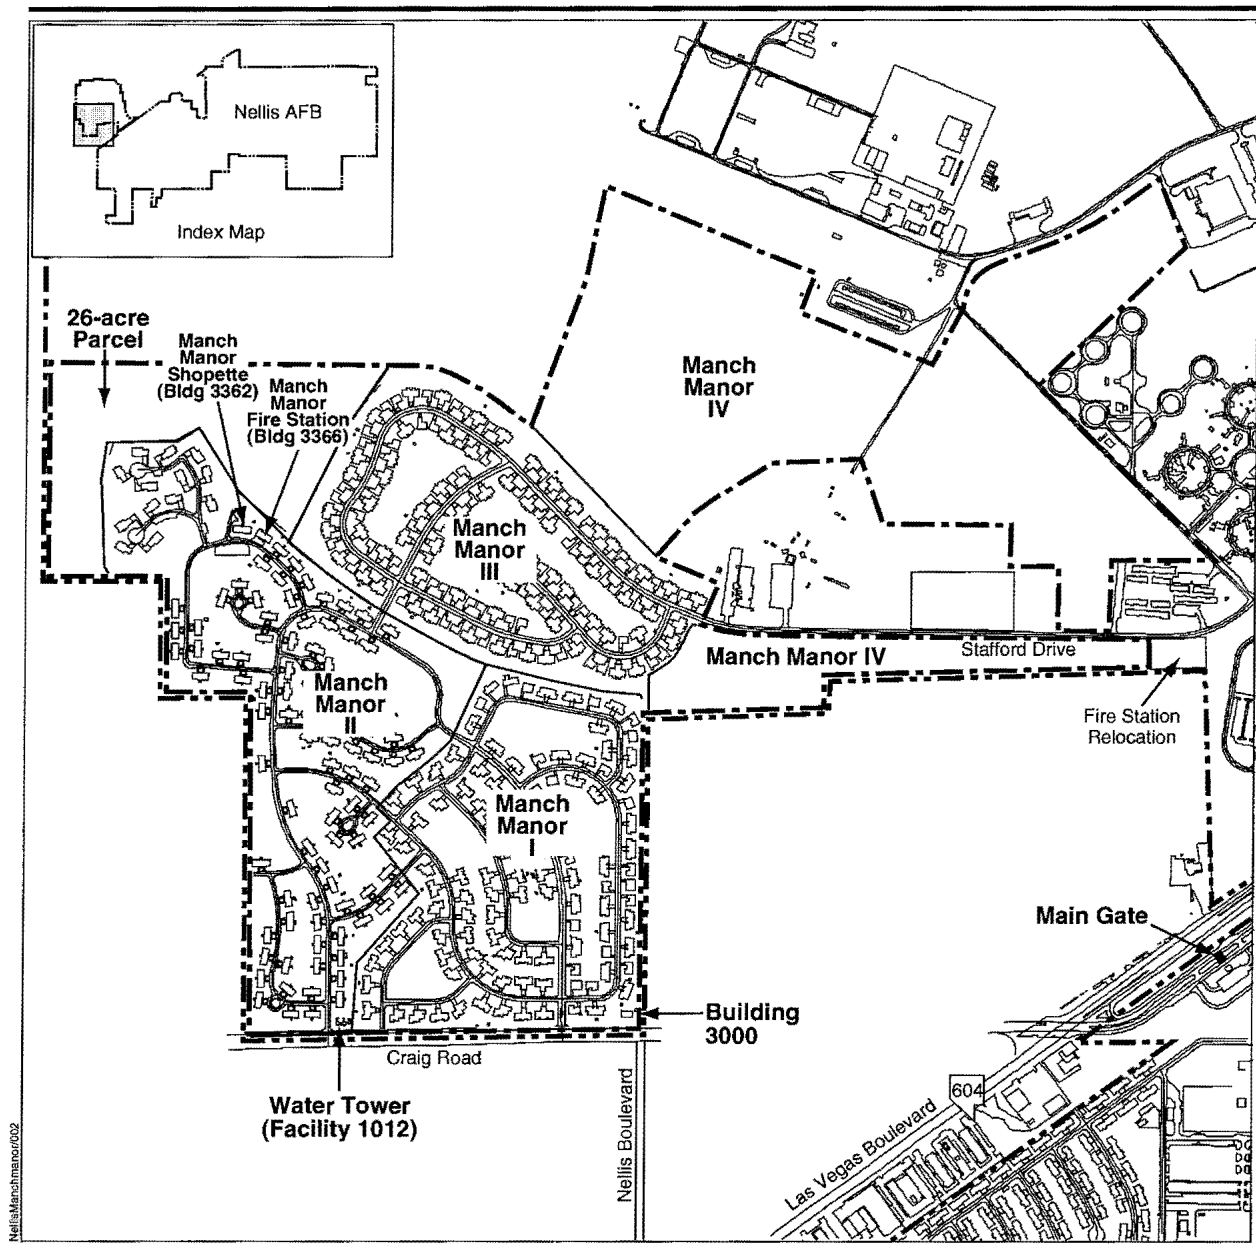 Nellis AFB
Index Map
26-acre
Parcel
Manch
Manor
Shopette
(Bldg 3362)
Manch
Manor
Fire Station
(Bldg 3366)
Manch
Manor
IV
Manch
Manor
III
Manch Manor IV
Stafford Drive
Manch
Manor
II
Fire Station
Relocation
Manch
Manor
I
Main Gate
Building
3000
Craig Road
Water Tower
(Facility 1012)
Nellis Boulevard
Las Vegas Boulevard
604
NellisManchmanor/002